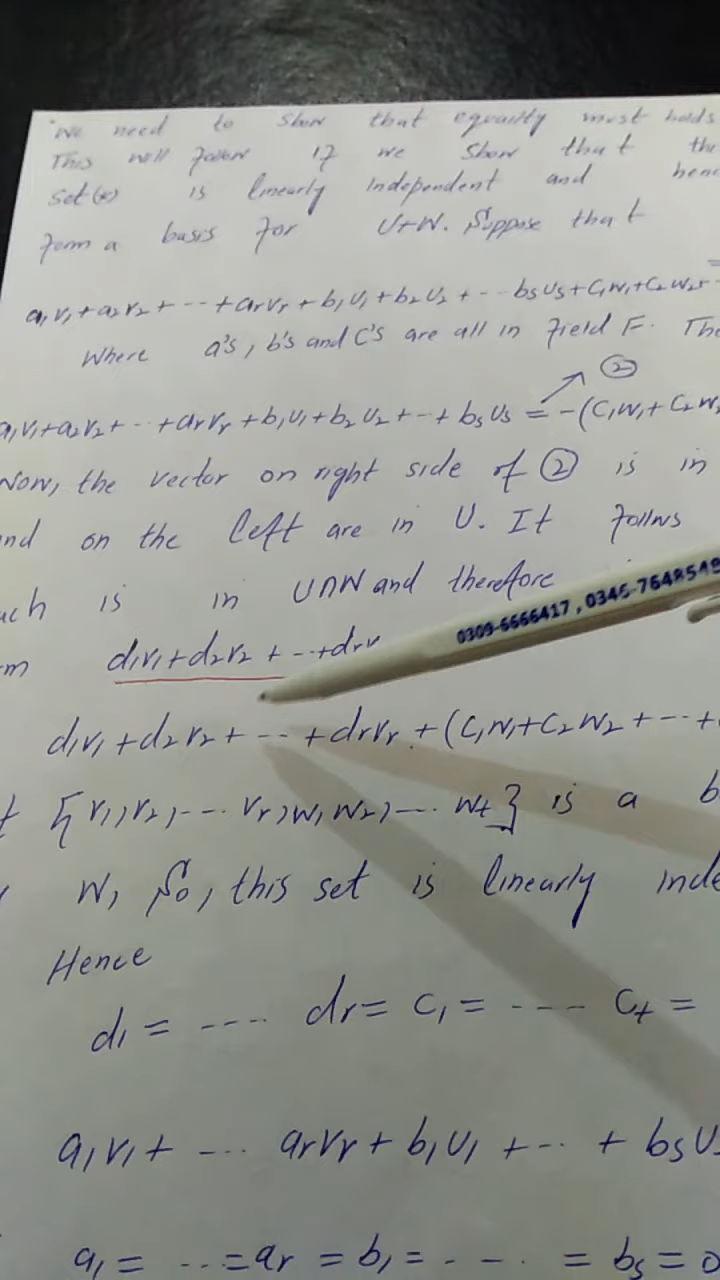 We need to show that equality must holds
This will follow if we show that the
set(*) is linearly independent and henc
form a basis for U+W. Suppose that
a₁v₁+a₂v₂+ --- +arvr+b₁u₁+b₂u₂+ --- bsus+c₁w₁+c₂w₂+
Where a's, b's and c's are all in field F. The
②
a₁v₁+a₂v₂+ -- +arvr+b₁u₁+b₂u₂+--+bsus = -(c₁w₁+c₂w₂
Now, the vector on right side of ② is in
and on the left are in U. It follows
uch is in U∩W and therefore
0309-6666417, 0346-764854
m d₁v₁+d₂v₂ + --+drv
d₁v₁+d₂v₂+ --- +drvr+(c₁w₁+c₂w₂+---+
t {v₁,v₂,--- vr,w₁,w₂,--- wt} is a b
W, So, this set is linearly inde
Hence
d₁ = ---- dr= c₁= ---- ct =
a₁v₁+ --- arvr+b₁u₁+--- + bsu
a₁= ---=ar = b₁= - - -- = bs=0